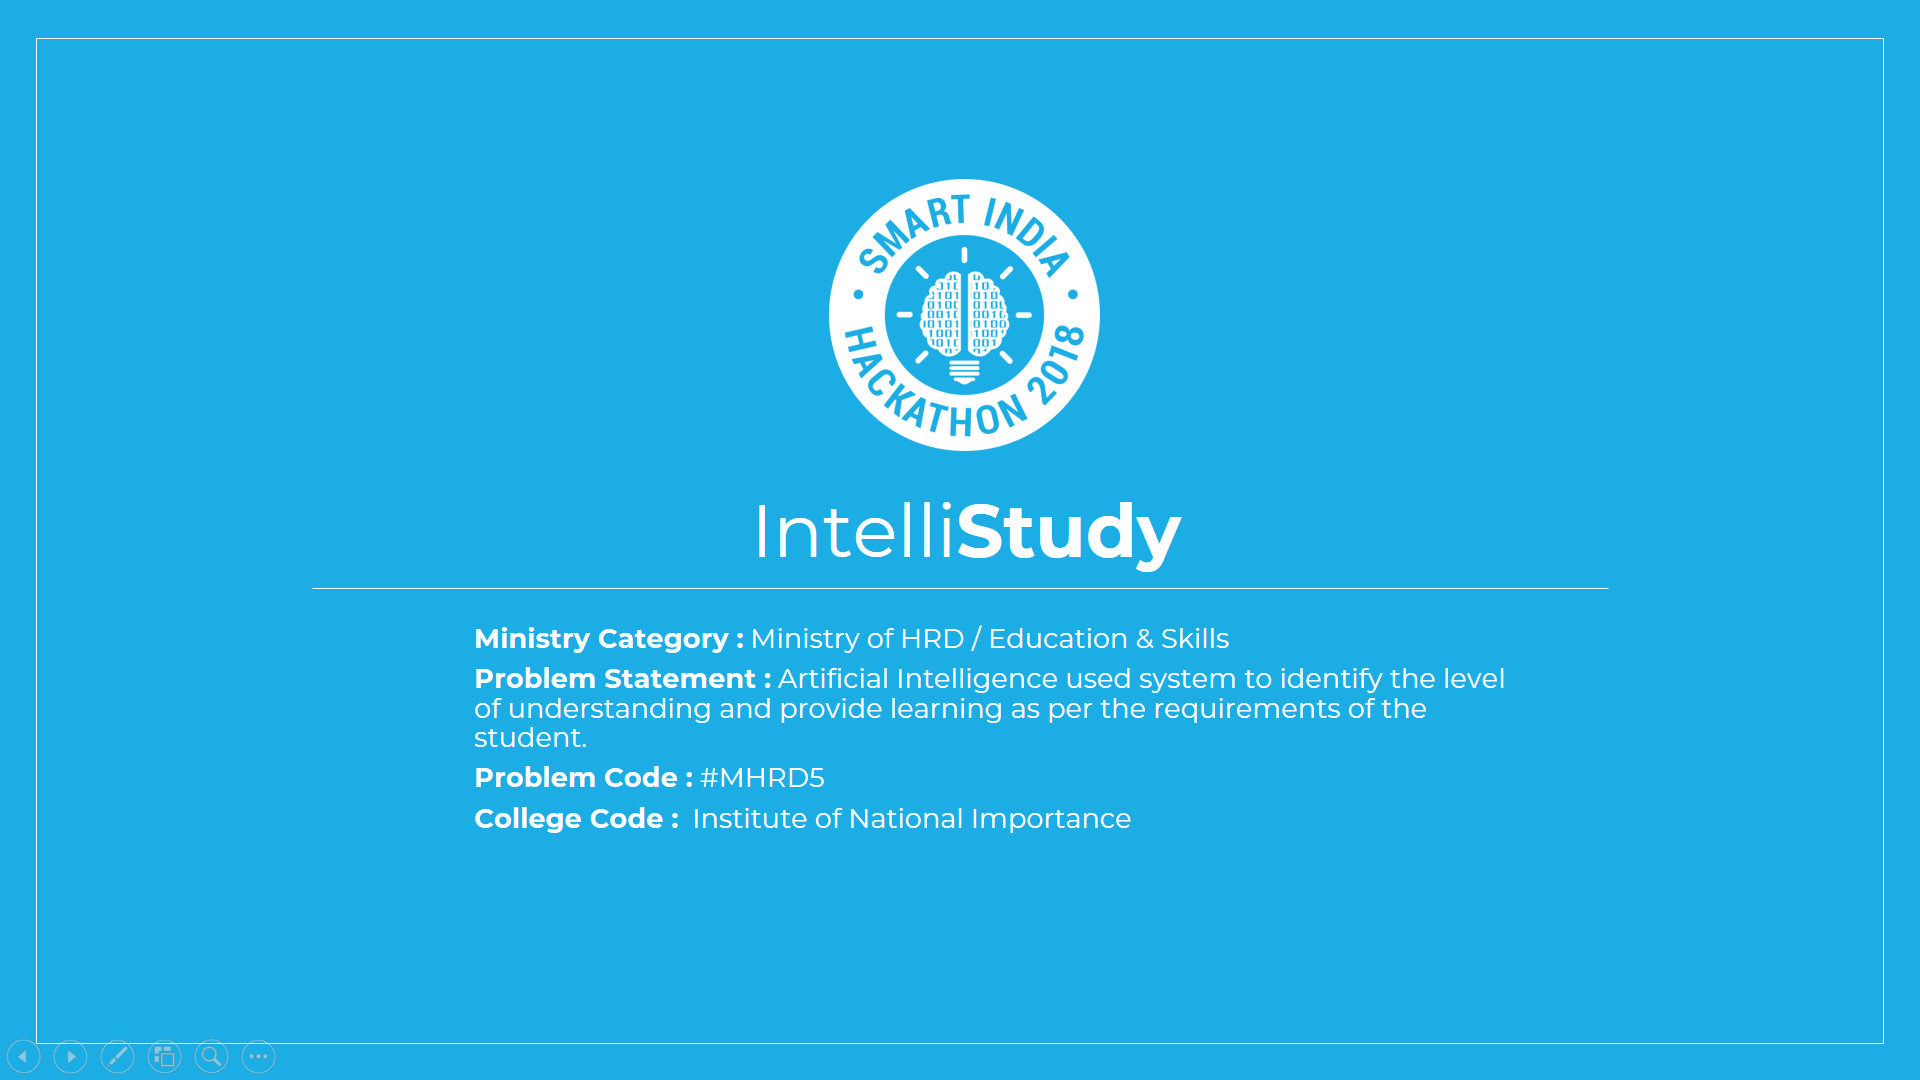 SMART INDIA
HACKATHON 2018
IntelliStudy
Ministry Category : Ministry of HRD / Education & Skills
Problem Statement : Artificial Intelligence used system to identify the level
of understanding and provide learning as per the requirements of the
student.
Problem Code : #MHRD5
College Code : Institute of National Importance